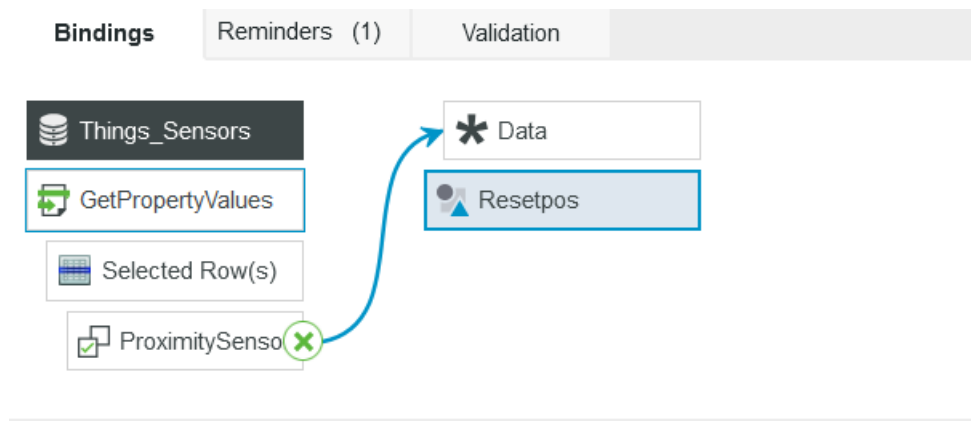 Bindings Reminders (1) Validation
Things_Sensors Data
GetPropertyValues Resetpos
Selected Row(s)
ProximitySenso